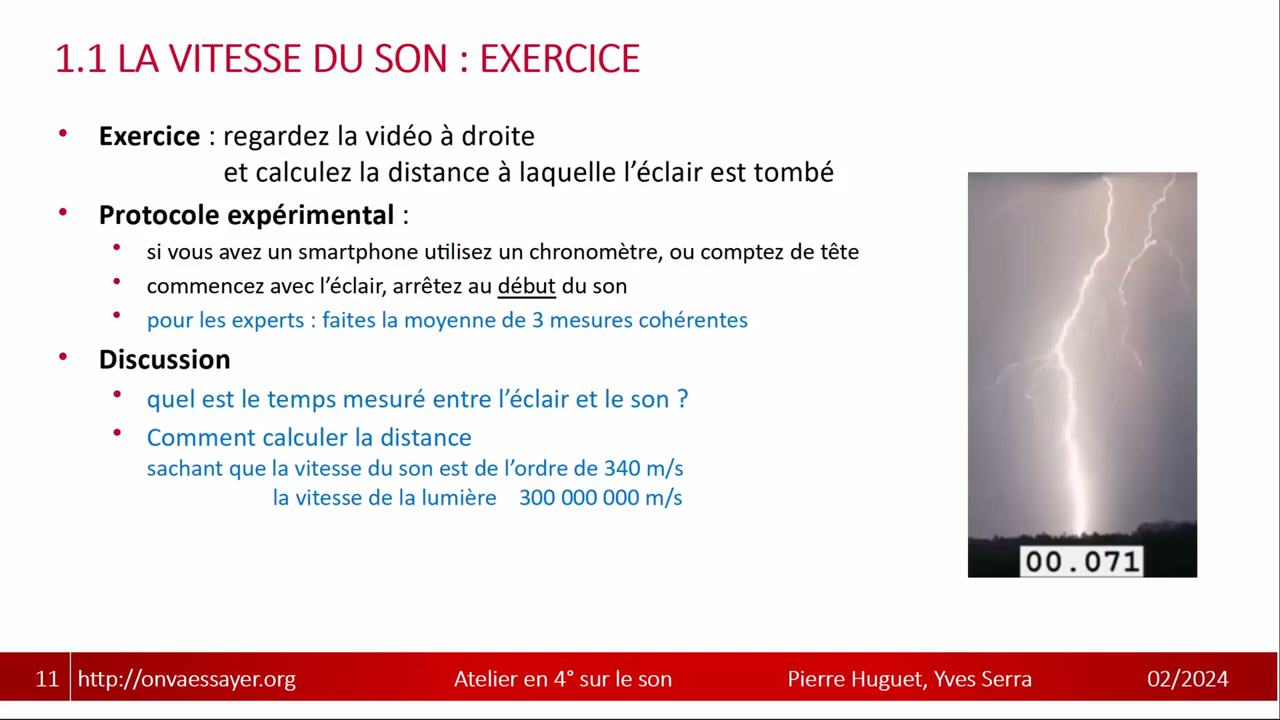 1.1 LA VITESSE DU SON : EXERCICE
• Exercice : regardez la vidéo à droite
et calculez la distance à laquelle l’éclair est tombé
• Protocole expérimental :
• si vous avez un smartphone utilisez un chronomètre, ou comptez de tête
• commencez avec l’éclair, arrêtez au début du son
• pour les experts : faites la moyenne de 3 mesures cohérentes
• Discussion
• quel est le temps mesuré entre l’éclair et le son ?
• Comment calculer la distance
sachant que la vitesse du son est de l’ordre de 340 m/s
la vitesse de la lumière 300 000 000 m/s
00.071
11 http://onvaessayer.org Atelier en 4° sur le son Pierre Huguet, Yves Serra 02/2024